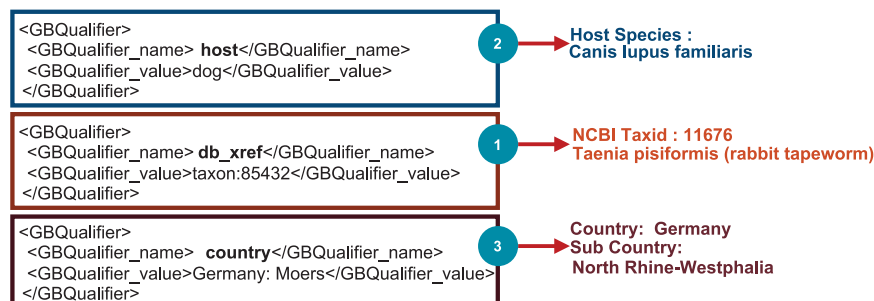 <GBQualifier>
<GBQualifier_name> host</GBQualifier_name>
<GBQualifier_value>dog</GBQualifier_value>
</GBQualifier>
2
Host Species :
Canis lupus familiaris
<GBQualifier>
<GBQualifier_name> db_xref</GBQualifier_name>
<GBQualifier_value>taxon:85432</GBQualifier_value>
</GBQualifier>
1
NCBI Taxid : 11676
Taenia pisiformis (rabbit tapeworm)
<GBQualifier>
<GBQualifier_name> country</GBQualifier_name>
<GBQualifier_value>Germany: Moers</GBQualifier_value>
</GBQualifier>
3
Country: Germany
Sub Country:
North Rhine-Westphalia